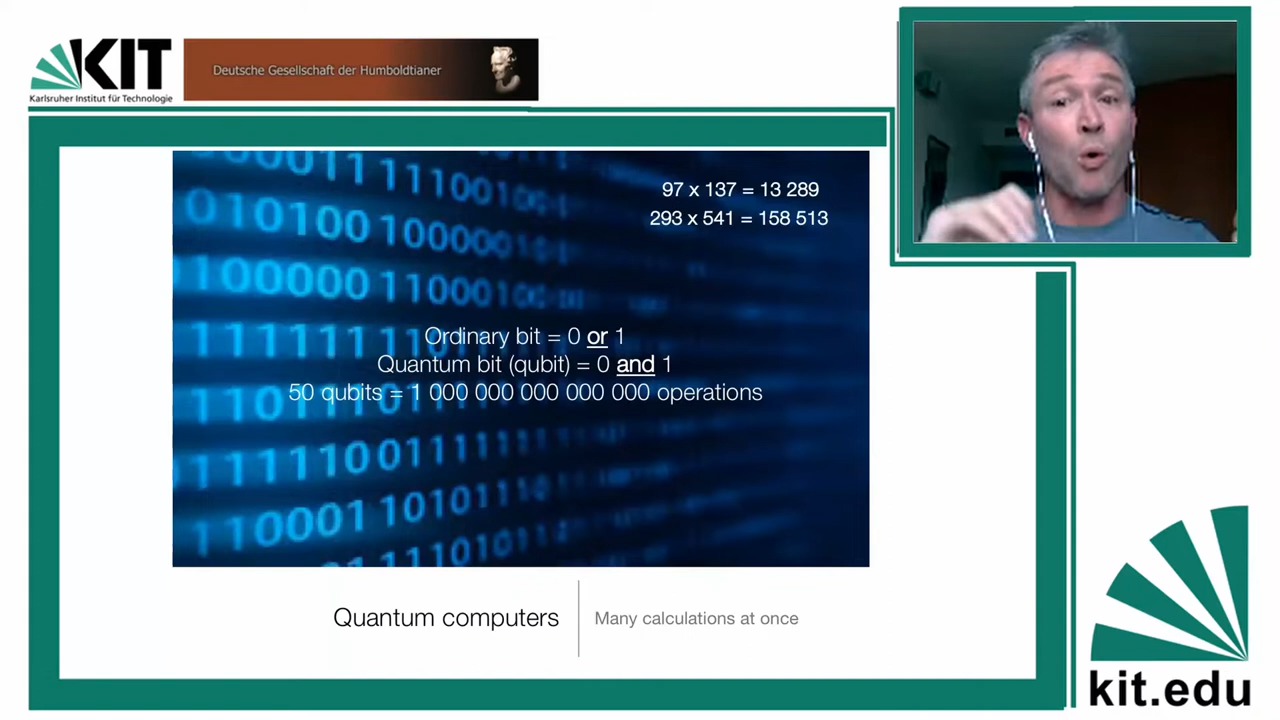 KIT
Karlsruher Institut für Technologie
Deutsche Gesellschaft der Humboldtianer
97 x 137 = 13 289
293 x 541 = 158 513
Ordinary bit = 0 or 1
Quantum bit (qubit) = 0 and 1
50 qubits = 1 000 000 000 000 000 operations
Quantum computers
Many calculations at once
kit.edu